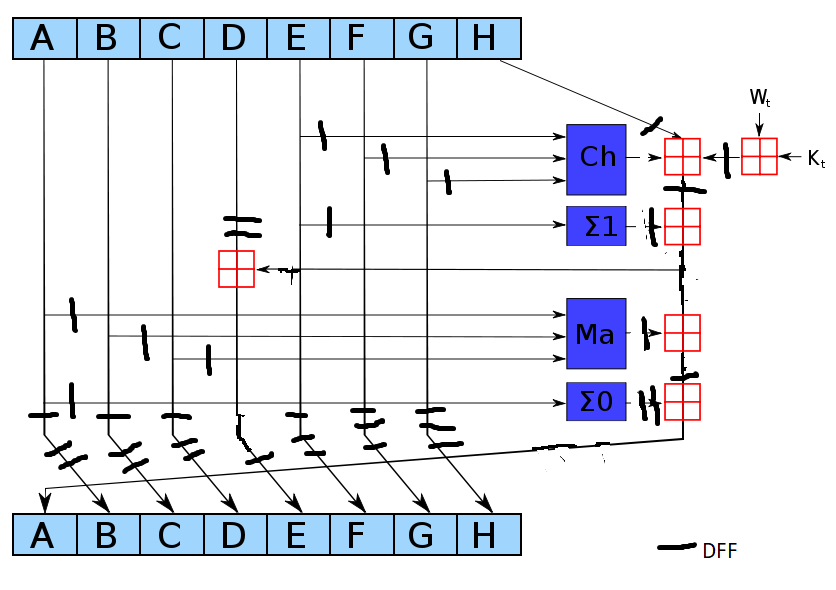 A B C D E F G H
W_t
Ch
K_t
Σ1
Ma
Σ0
A B C D E F G H
DFF